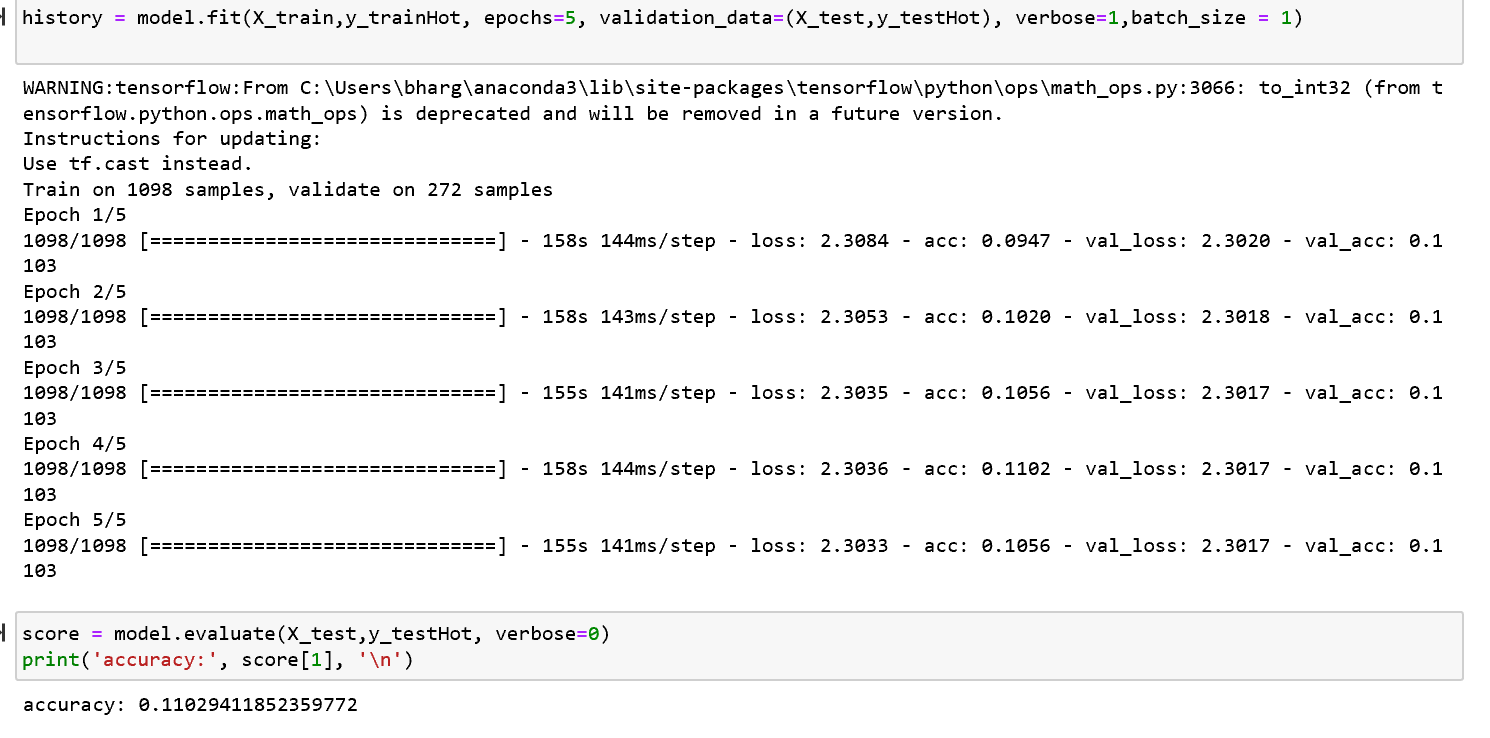 history = model.fit(X_train,y_trainHot, epochs=5, validation_data=(X_test,y_testHot), verbose=1,batch_size = 1)
WARNING:tensorflow:From C:\Users\bharg\anaconda3\lib\site-packages\tensorflow\python\ops\math_ops.py:3066: to_int32 (from t
ensorflow.python.ops.math_ops) is deprecated and will be removed in a future version.
Instructions for updating:
Use tf.cast instead.
Train on 1098 samples, validate on 272 samples
Epoch 1/5
1098/1098 [==============================] - 158s 144ms/step - loss: 2.3084 - acc: 0.0947 - val_loss: 2.3020 - val_acc: 0.1
103
Epoch 2/5
1098/1098 [==============================] - 158s 143ms/step - loss: 2.3053 - acc: 0.1020 - val_loss: 2.3018 - val_acc: 0.1
103
Epoch 3/5
1098/1098 [==============================] - 155s 141ms/step - loss: 2.3035 - acc: 0.1056 - val_loss: 2.3017 - val_acc: 0.1
103
Epoch 4/5
1098/1098 [==============================] - 158s 144ms/step - loss: 2.3036 - acc: 0.1102 - val_loss: 2.3017 - val_acc: 0.1
103
Epoch 5/5
1098/1098 [==============================] - 155s 141ms/step - loss: 2.3033 - acc: 0.1056 - val_loss: 2.3017 - val_acc: 0.1
103
score = model.evaluate(X_test,y_testHot, verbose=0)
print('accuracy:', score[1], '\n')
accuracy: 0.11029411852359772